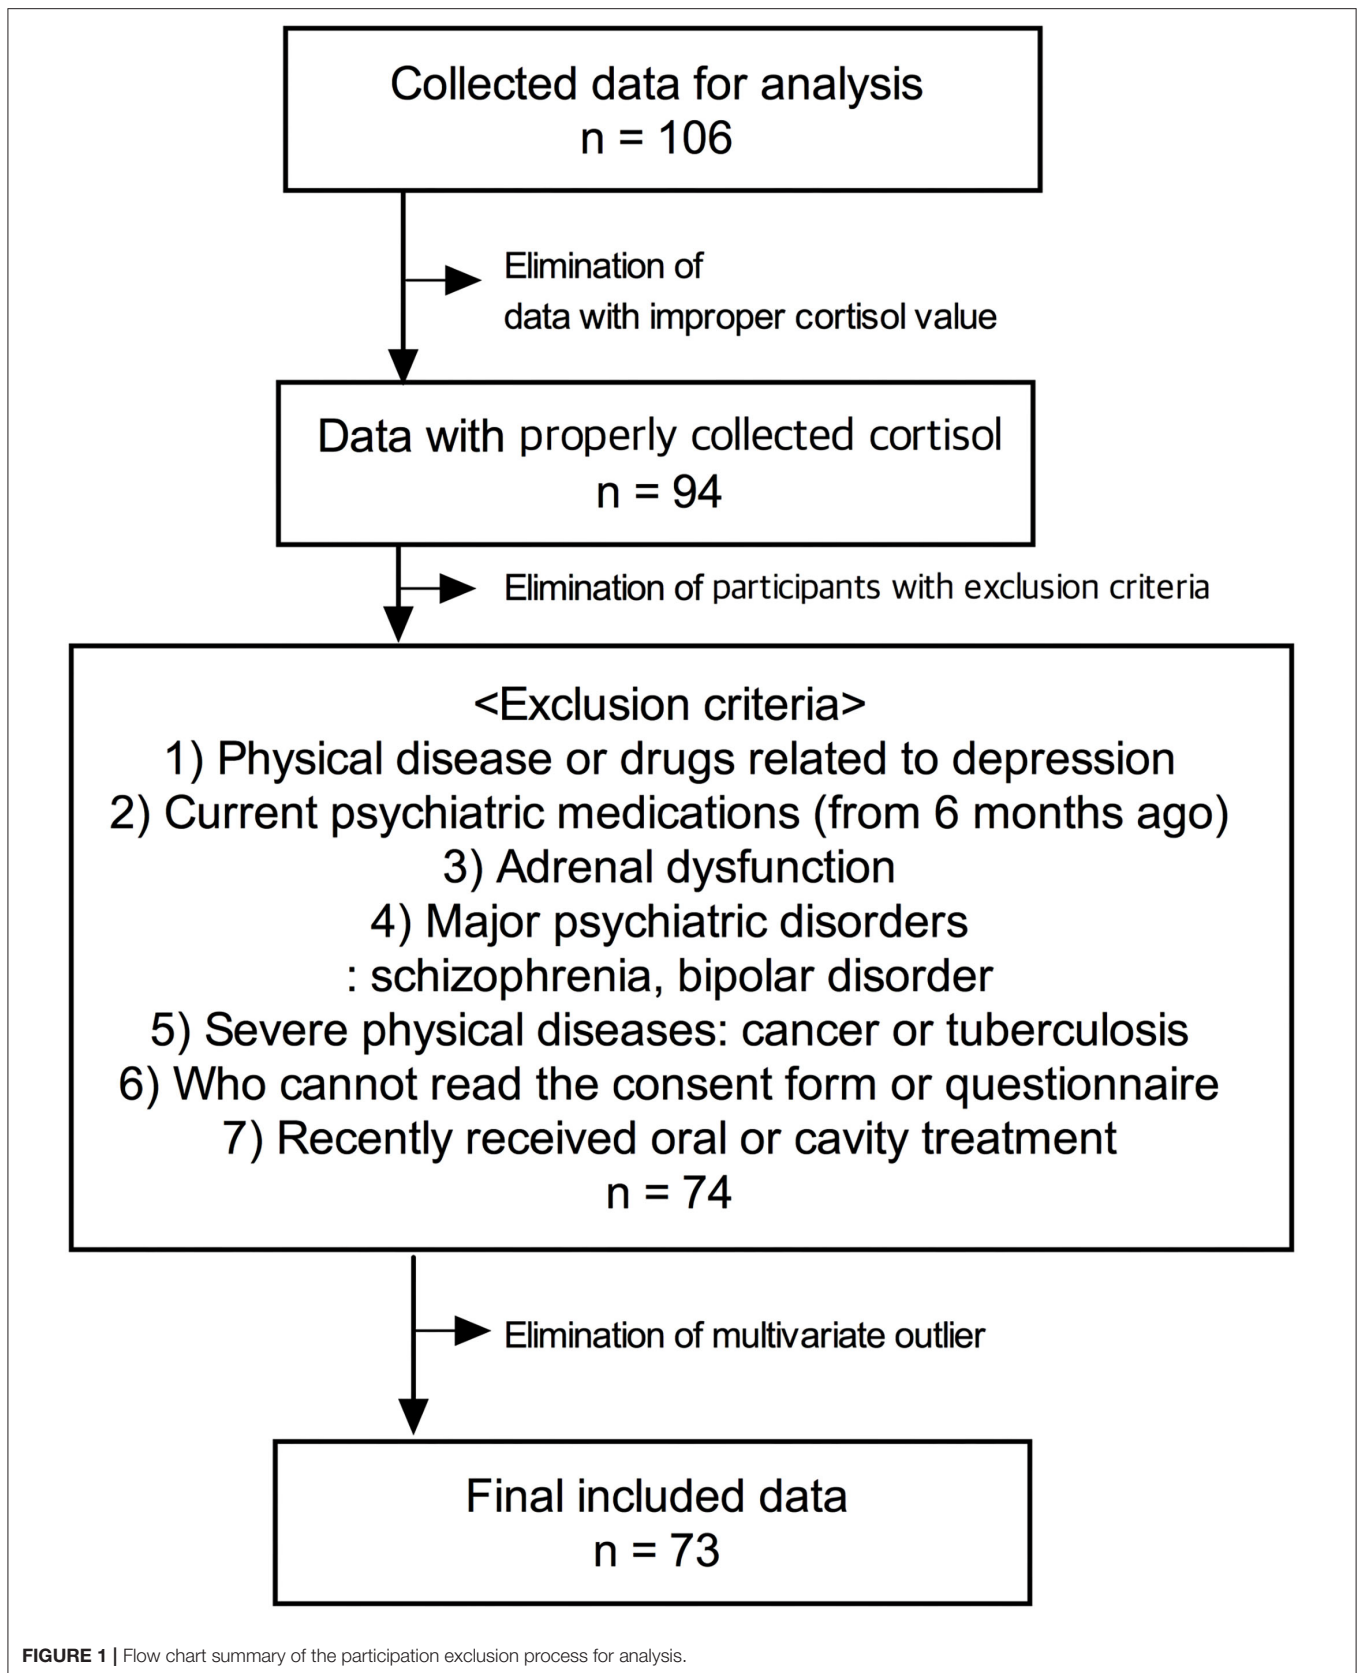 Collected data for analysis
n = 106
Elimination of
data with improper cortisol value
Data with properly collected cortisol
n = 94
Elimination of participants with exclusion criteria
<Exclusion criteria>
1) Physical disease or drugs related to depression
2) Current psychiatric medications (from 6 months ago)
3) Adrenal dysfunction
4) Major psychiatric disorders
: schizophrenia, bipolar disorder
5) Severe physical diseases: cancer or tuberculosis
6) Who cannot read the consent form or questionnaire
7) Recently received oral or cavity treatment
n = 74
Elimination of multivariate outlier
Final included data
n = 73
FIGURE 1 | Flow chart summary of the participation exclusion process for analysis.